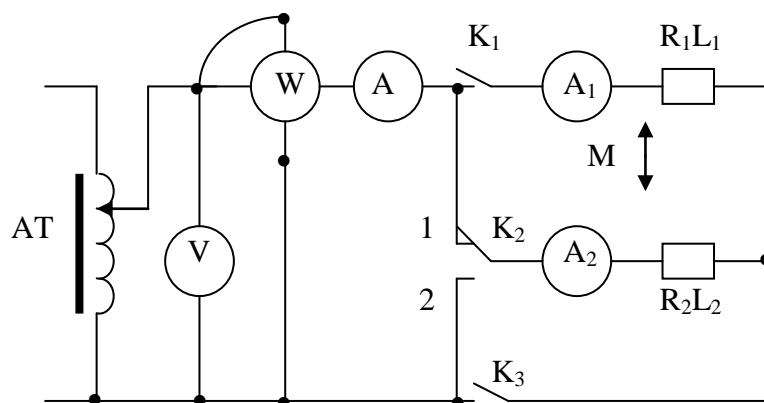 K₁
R₁L₁
W
A
A₁
M
AT
V
1
K₂
A₂
2
R₂L₂
K₃